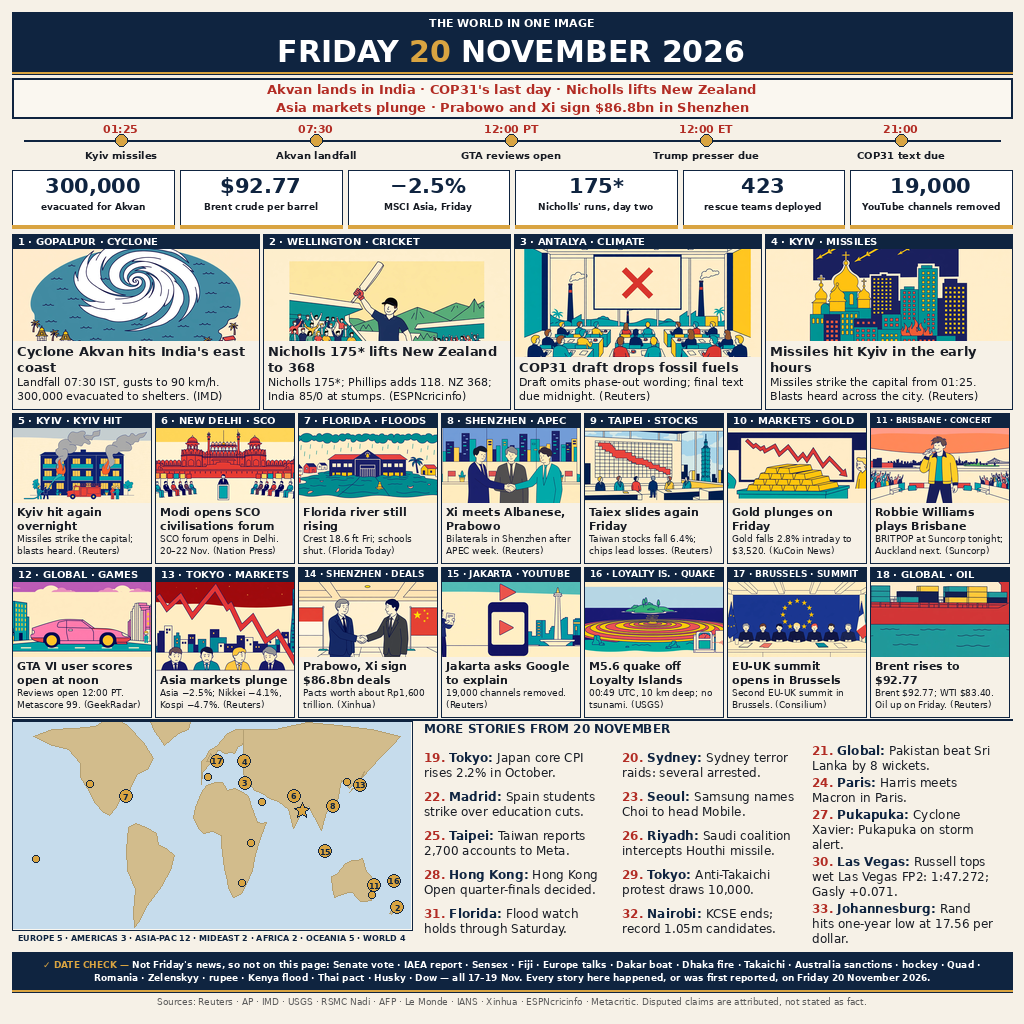 THE WORLD IN ONE IMAGE
FRIDAY 20 NOVEMBER 2026
Akvan lands in India · COP31's last day · Nicholls lifts New Zealand
Asia markets plunge · Prabowo and Xi sign $86.8bn in Shenzhen
01:25
07:30
12:00 PT
12:00 ET
21:00
Kyiv missiles
Akvan landfall
GTA reviews open
Trump presser due
COP31 text due
300,000
evacuated for Akvan
$92.77
Brent crude per barrel
−2.5%
MSCI Asia, Friday
175*
Nicholls' runs, day two
423
rescue teams deployed
19,000
YouTube channels removed
1 · GOPALPUR · CYCLONE
Cyclone Akvan hits India's east
coast
Landfall 07:30 IST, gusts to 90 km/h.
300,000 evacuated to shelters. (IMD)
2 · WELLINGTON · CRICKET
Nicholls 175* lifts New Zealand
to 368
Nicholls 175*; Phillips adds 118. NZ 368;
India 85/0 at stumps. (ESPNcricinfo)
3 · ANTALYA · CLIMATE
COP31 draft drops fossil fuels
Draft omits phase-out wording; final text
due midnight. (Reuters)
4 · KYIV · MISSILES
Missiles hit Kyiv in the early
hours
Missiles strike the capital from 01:25.
Blasts heard across the city. (Reuters)
5 · KYIV · KYIV HIT
Kyiv hit again
overnight
Missiles strike the capital;
blasts heard. (Reuters)
6 · NEW DELHI · SCO
Modi opens SCO
civilisations forum
SCO forum opens in Delhi.
20–22 Nov. (Nation Press)
7 · FLORIDA · FLOODS
Florida river still
rising
Crest 18.6 ft Fri; schools
shut. (Florida Today)
8 · SHENZHEN · APEC
Xi meets Albanese,
Prabowo
Bilaterals in Shenzhen after
APEC week. (Reuters)
9 · TAIPEI · STOCKS
Taiex slides again
Friday
Taiwan stocks fall 6.4%;
chips lead losses. (Reuters)
10 · MARKETS · GOLD
Gold plunges on
Friday
Gold falls 2.8% intraday to
$3,520. (KuCoin News)
11 · BRISBANE · CONCERT
Robbie Williams
plays Brisbane
BRITPOP at Suncorp tonight;
Auckland next. (Suncorp)
12 · GLOBAL · GAMES
GTA VI user scores
open at noon
Reviews open 12:00 PT.
Metascore 99. (GeekRadar)
13 · TOKYO · MARKETS
Asia markets plunge
Asia −2.5%; Nikkei −4.1%,
Kospi −4.7%. (Reuters)
14 · SHENZHEN · DEALS
Prabowo, Xi sign
$86.8bn deals
Pacts worth about Rp1,600
trillion. (Xinhua)
15 · JAKARTA · YOUTUBE
Jakarta asks Google
to explain
19,000 channels removed.
(Reuters)
16 · LOYALTY IS. · QUAKE
M5.6 quake off
Loyalty Islands
00:49 UTC, 10 km deep; no
tsunami. (USGS)
17 · BRUSSELS · SUMMIT
EU-UK summit
opens in Brussels
Second EU-UK summit in
Brussels. (Consilium)
18 · GLOBAL · OIL
Brent rises to
$92.77
Brent $92.77; WTI $83.40.
Oil up on Friday. (Reuters)
17
4
3
7
6
13
8
15
11
16
2
EUROPE 5 · AMERICAS 3 · ASIA-PAC 12 · MIDEAST 2 · AFRICA 2 · OCEANIA 5 · WORLD 4
MORE STORIES FROM 20 NOVEMBER
19. Tokyo: Japan core CPI
rises 2.2% in October.
20. Sydney: Sydney terror
raids: several arrested.
21. Global: Pakistan beat Sri
Lanka by 8 wickets.
22. Madrid: Spain students
strike over education cuts.
23. Seoul: Samsung names
Choi to head Mobile.
24. Paris: Harris meets
Macron in Paris.
25. Taipei: Taiwan reports
2,700 accounts to Meta.
26. Riyadh: Saudi coalition
intercepts Houthi missile.
27. Pukapuka: Cyclone
Xavier: Pukapuka on storm
alert.
28. Hong Kong: Hong Kong
Open quarter-finals decided.
29. Tokyo: Anti-Takaichi
protest draws 10,000.
30. Las Vegas: Russell tops
wet Las Vegas FP2: 1:47.272;
Gasly +0.071.
31. Florida: Flood watch
holds through Saturday.
32. Nairobi: KCSE ends;
record 1.05m candidates.
33. Johannesburg: Rand
hits one-year low at 17.56 per
dollar.
✓ DATE CHECK — Not Friday's news, so not on this page: Senate vote · IAEA report · Sensex · Fiji · Europe talks · Dakar boat · Dhaka fire · Takaichi · Australia sanctions · hockey · Quad ·
Romania · Zelenskyy · rupee · Kenya flood · Thai pact · Husky · Dow — all 17–19 Nov. Every story here happened, or was first reported, on Friday 20 November 2026.
Sources: Reuters · AP · IMD · USGS · RSMC Nadi · AFP · Le Monde · IANS · Xinhua · ESPNcricinfo · Metacritic. Disputed claims are attributed, not stated as fact.